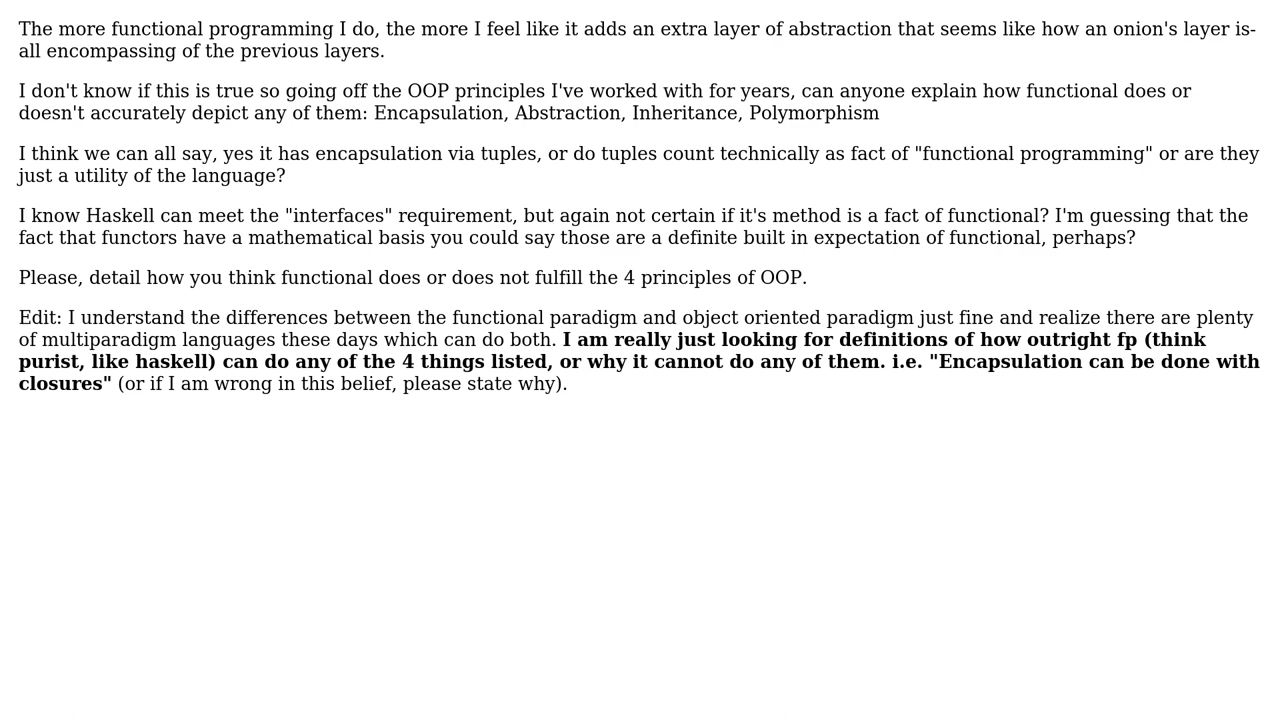 The more functional programming I do, the more I feel like it adds an extra layer of abstraction that seems like how an onion's layer is-
all encompassing of the previous layers.
I don't know if this is true so going off the OOP principles I've worked with for years, can anyone explain how functional does or
doesn't accurately depict any of them: Encapsulation, Abstraction, Inheritance, Polymorphism
I think we can all say, yes it has encapsulation via tuples, or do tuples count technically as fact of "functional programming" or are they
just a utility of the language?
I know Haskell can meet the "interfaces" requirement, but again not certain if it's method is a fact of functional? I'm guessing that the
fact that functors have a mathematical basis you could say those are a definite built in expectation of functional, perhaps?
Please, detail how you think functional does or does not fulfill the 4 principles of OOP.
Edit: I understand the differences between the functional paradigm and object oriented paradigm just fine and realize there are plenty
of multiparadigm languages these days which can do both. I am really just looking for definitions of how outright fp (think
purist, like haskell) can do any of the 4 things listed, or why it cannot do any of them. i.e. "Encapsulation can be done with
closures" (or if I am wrong in this belief, please state why).